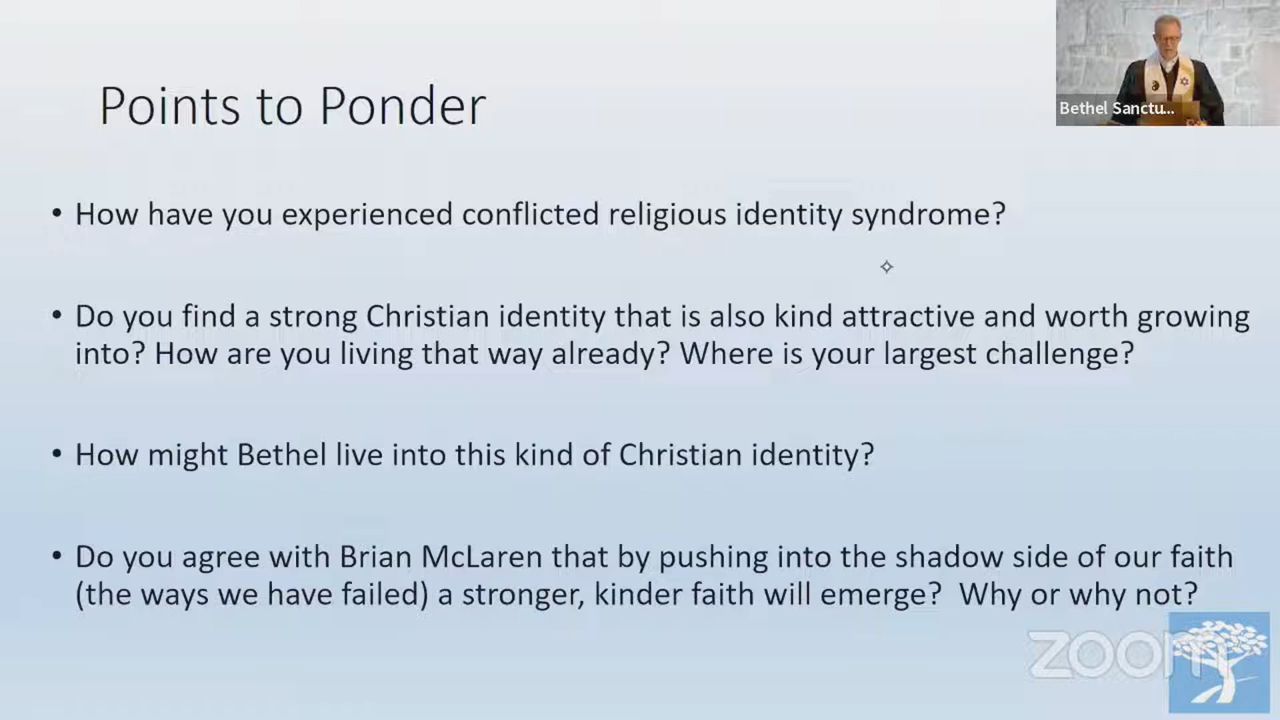 Points to Ponder
Bethel Sanctu...
• How have you experienced conflicted religious identity syndrome?
• Do you find a strong Christian identity that is also kind attractive and worth growing
into? How are you living that way already? Where is your largest challenge?
• How might Bethel live into this kind of Christian identity?
• Do you agree with Brian McLaren that by pushing into the shadow side of our faith
(the ways we have failed) a stronger, kinder faith will emerge?  Why or why not?
zoom